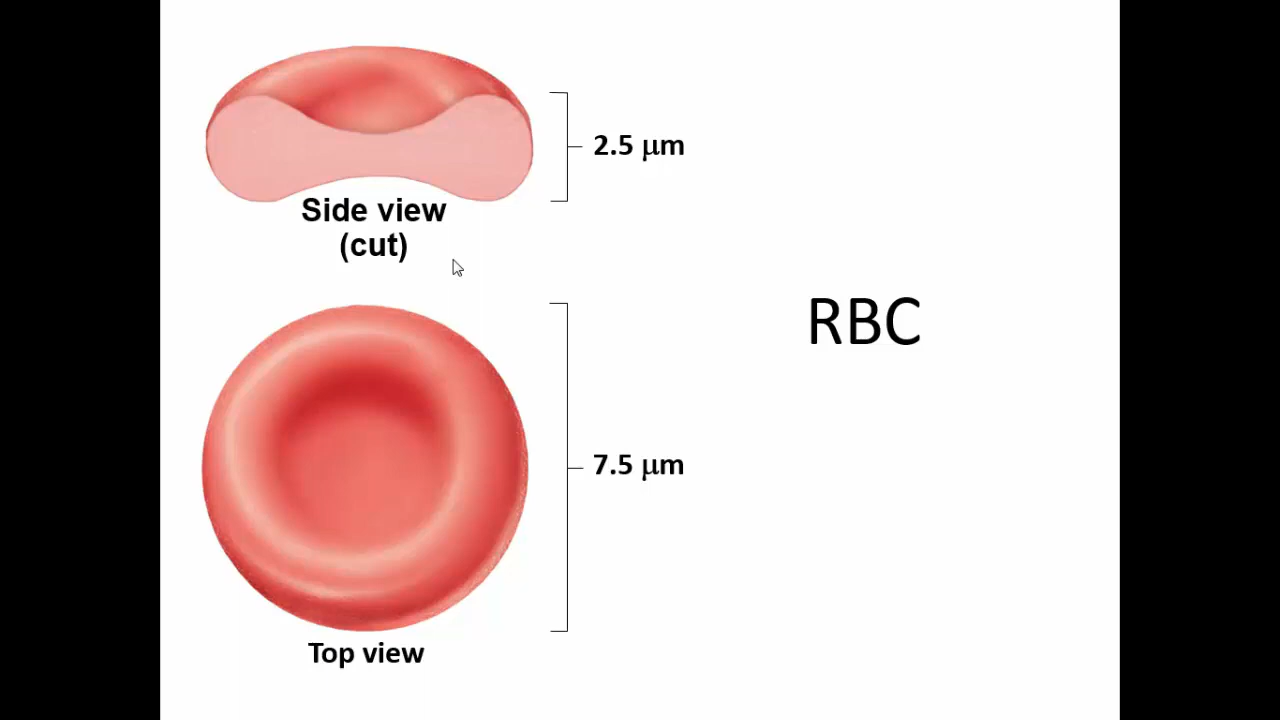 2.5 μm
Side view
(cut)
RBC
7.5 μm
Top view